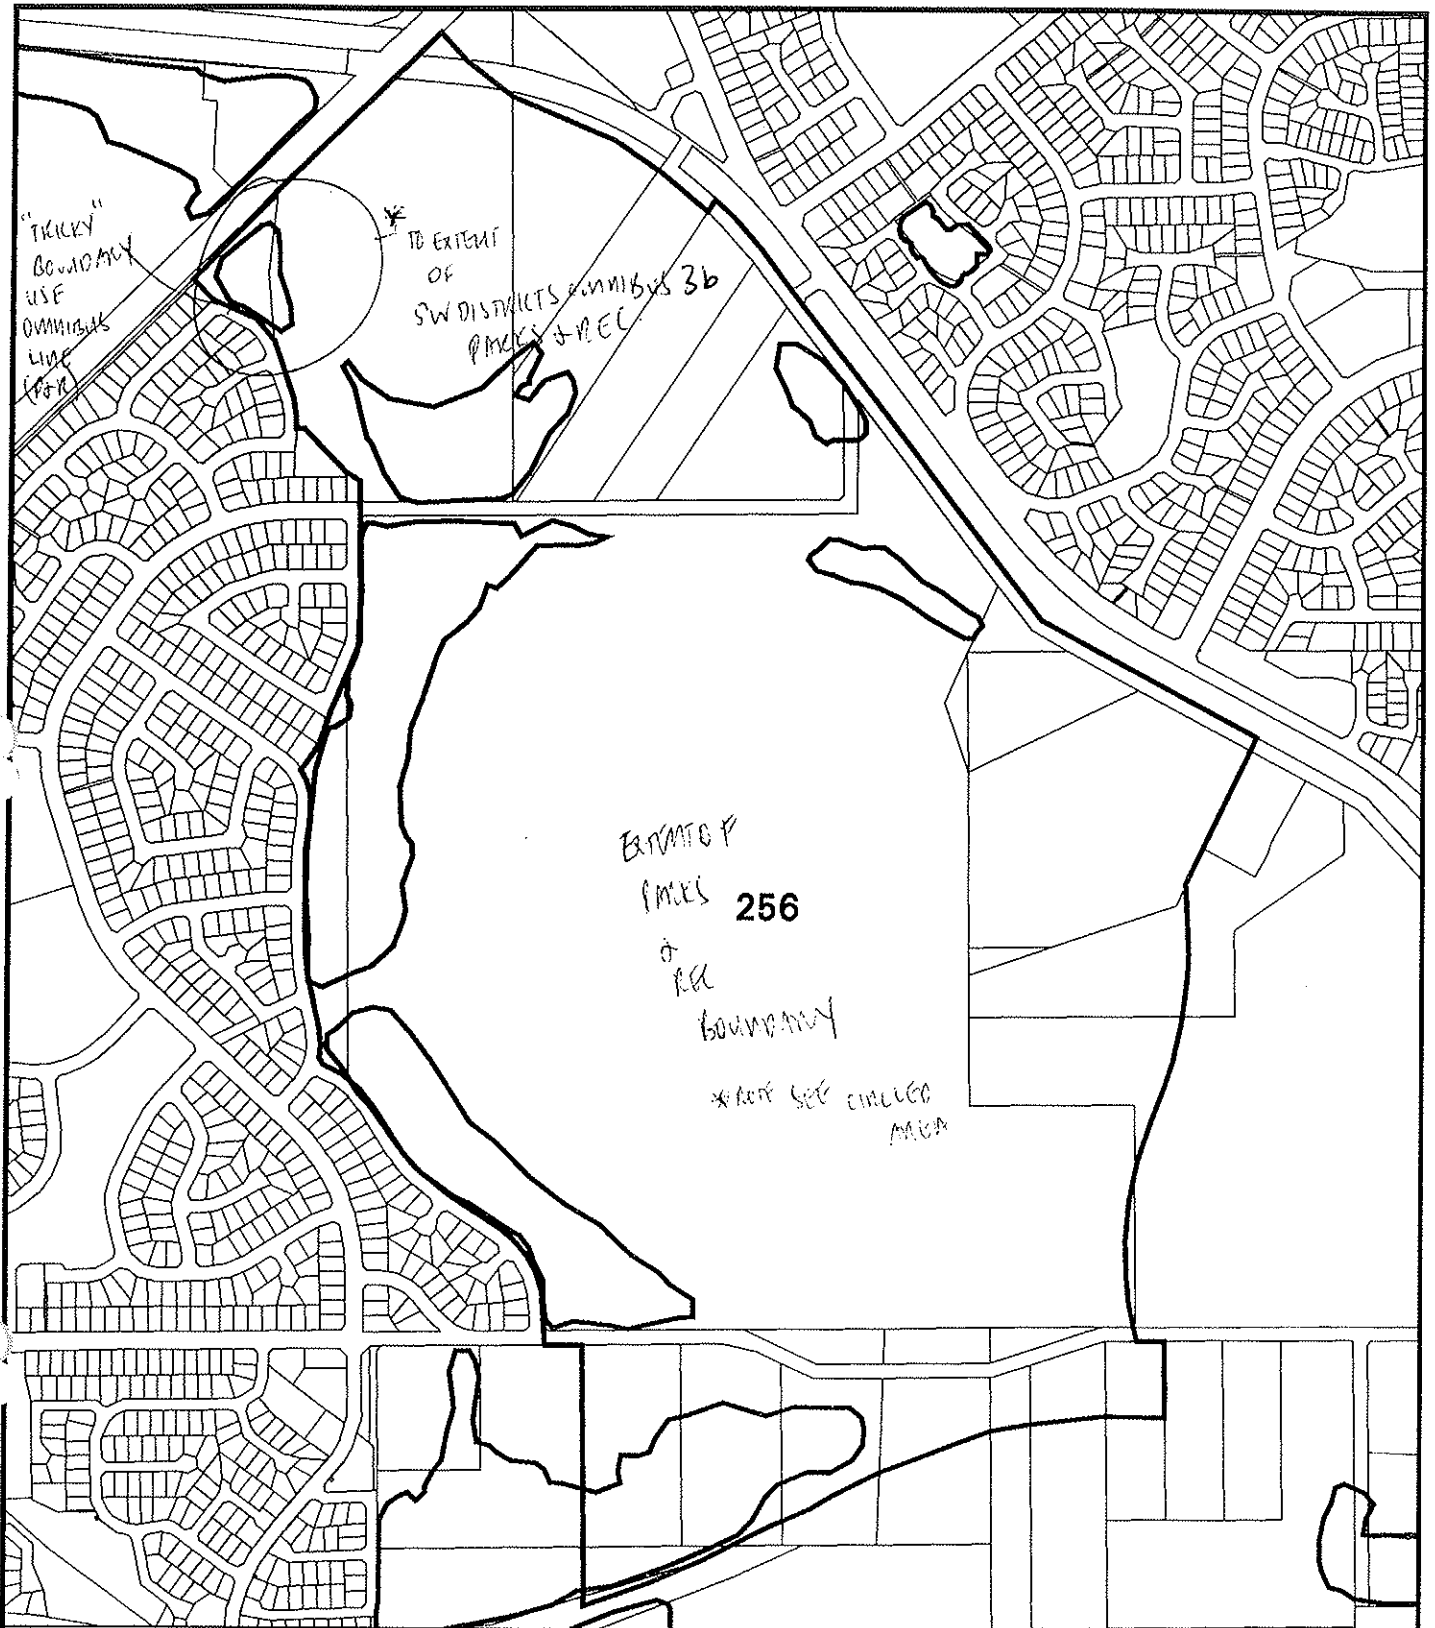 "TRICKY"
BOUNDARY
USE
OMNIBUS
LINE
(P&R)
* TO EXTENT
OF
SW DISTRICTS OMNIBUS 3b
PARKS & REC
EXTENT OF
PARKS
256
&
REC
BOUNDARY
* NOTE SEE CIRCLED
AREA